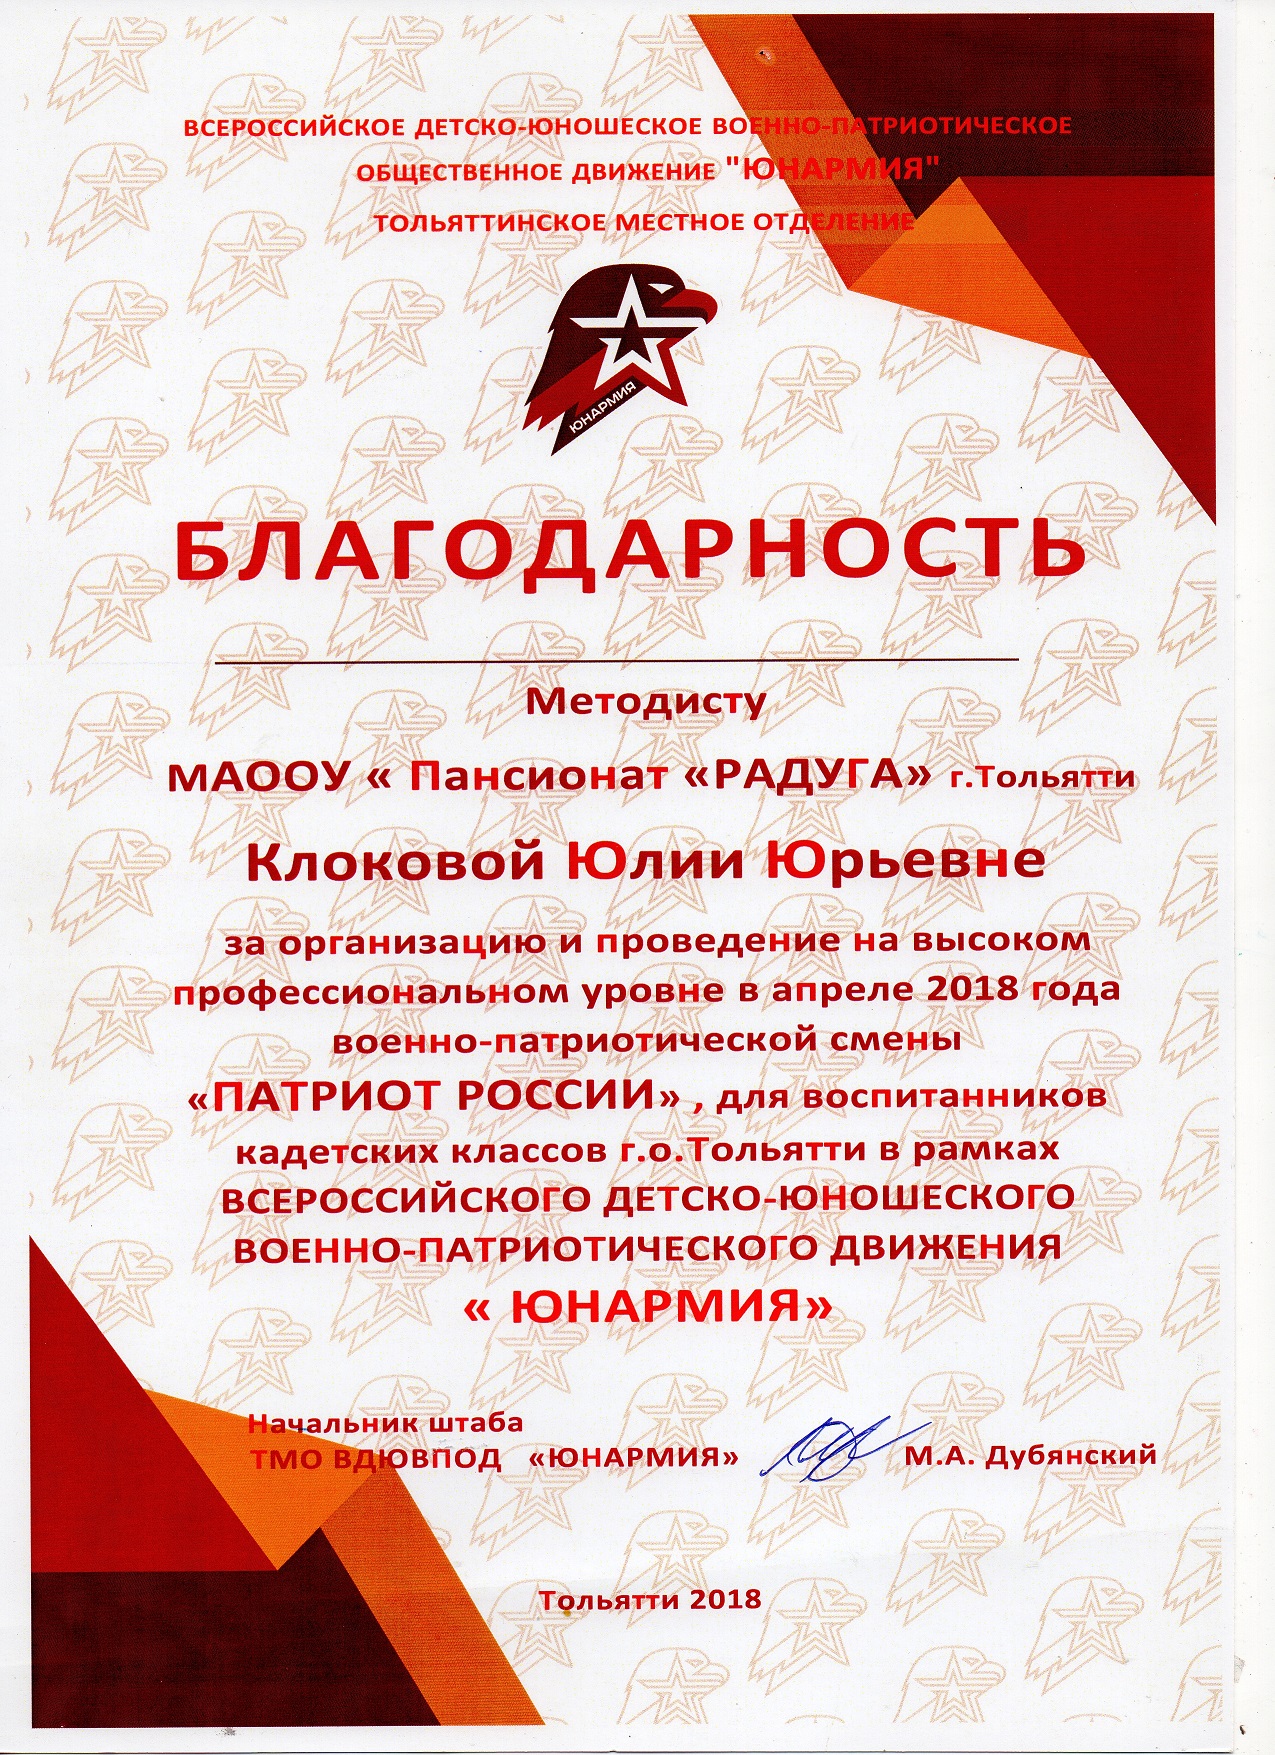 ВСЕРОССИЙСКОЕ ДЕТСКО-ЮНОШЕСКОЕ ВОЕННО-ПАТРИОТИЧЕСКОЕ
ОБЩЕСТВЕННОЕ ДВИЖЕНИЕ "ЮНАРМИЯ"
ТОЛЬЯТТИНСКОЕ МЕСТНОЕ ОТДЕЛЕНИЕ
ЮНАРМИЯ
БЛАГОДАРНОСТЬ
Методисту
МАООУ « Пансионат «РАДУГА» г.Тольятти
Клоковой Юлии Юрьевне
за организацию и проведение на высоком
профессиональном уровне в апреле 2018 года
военно-патриотической смены
«ПАТРИОТ РОССИИ» , для воспитанников
кадетских классов г.о.Тольятти в рамках
ВСЕРОССИЙСКОГО ДЕТСКО-ЮНОШЕСКОГО
ВОЕННО-ПАТРИОТИЧЕСКОГО ДВИЖЕНИЯ
« ЮНАРМИЯ»
Начальник штаба
ТМО ВДЮВПОД «ЮНАРМИЯ» М.А. Дубянский
Тольятти 2018